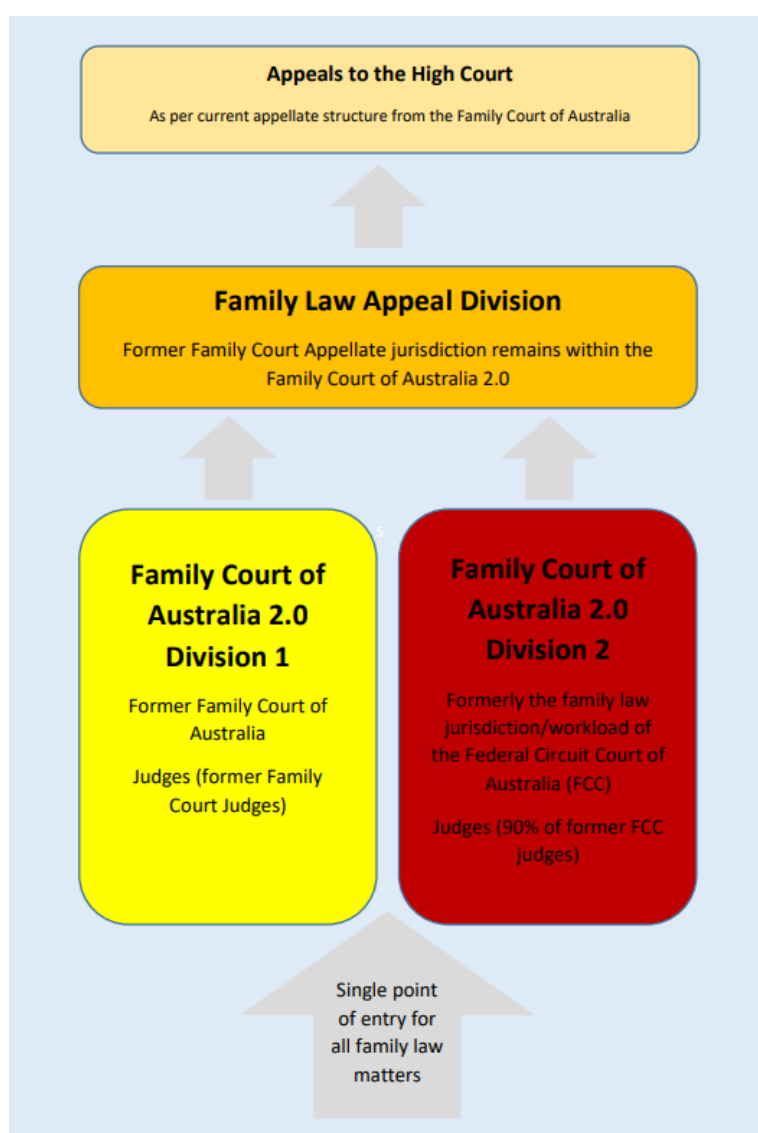 Appeals to the High Court
As per current appellate structure from the Family Court of Australia
Family Law Appeal Division
Former Family Court Appellate jurisdiction remains within the
Family Court of Australia 2.0
s
Family Court of
Australia 2.0
Division 1
Former Family Court of
Australia
Judges (former Family
Court Judges)
Family Court of
Australia 2.0
Division 2
Formerly the family law
jurisdiction/workload of
the Federal Circuit Court of
Australia (FCC)
Judges (90% of former FCC
judges)
Single point
of entry for
all family law
matters